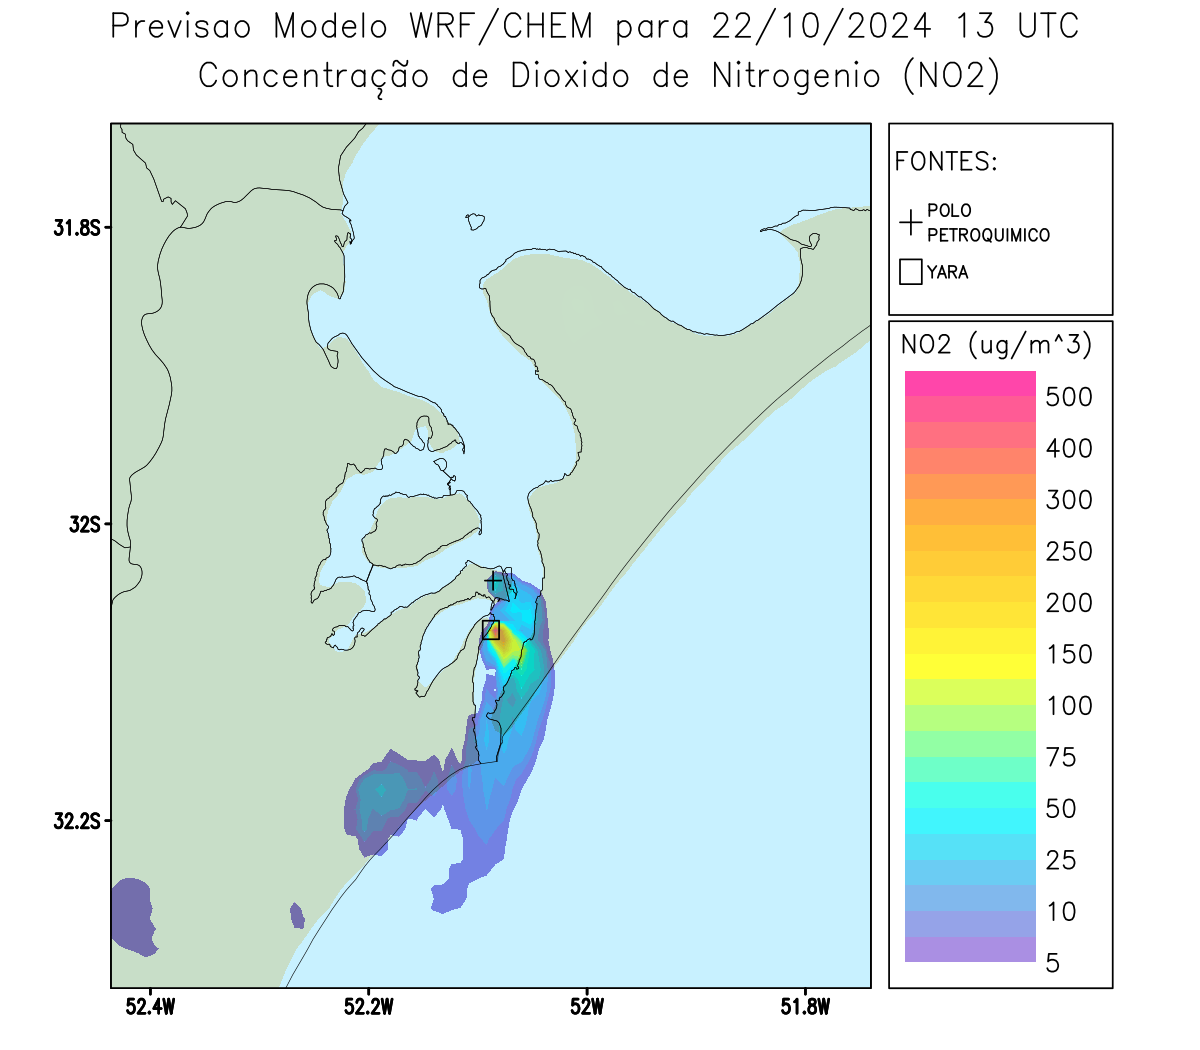 Previsao Modelo WRF/CHEM para 22/10/2024 13 UTC
Concentração de Dioxido de Nitrogenio (NO2)
FONTES:
POLO
PETROQUIMICO
YARA
NO2 (ug/m^3)
500
400
300
250
200
150
100
75
50
25
10
5
31.8S
32S
32.2S
52.4W 52.2W 52W 51.8W